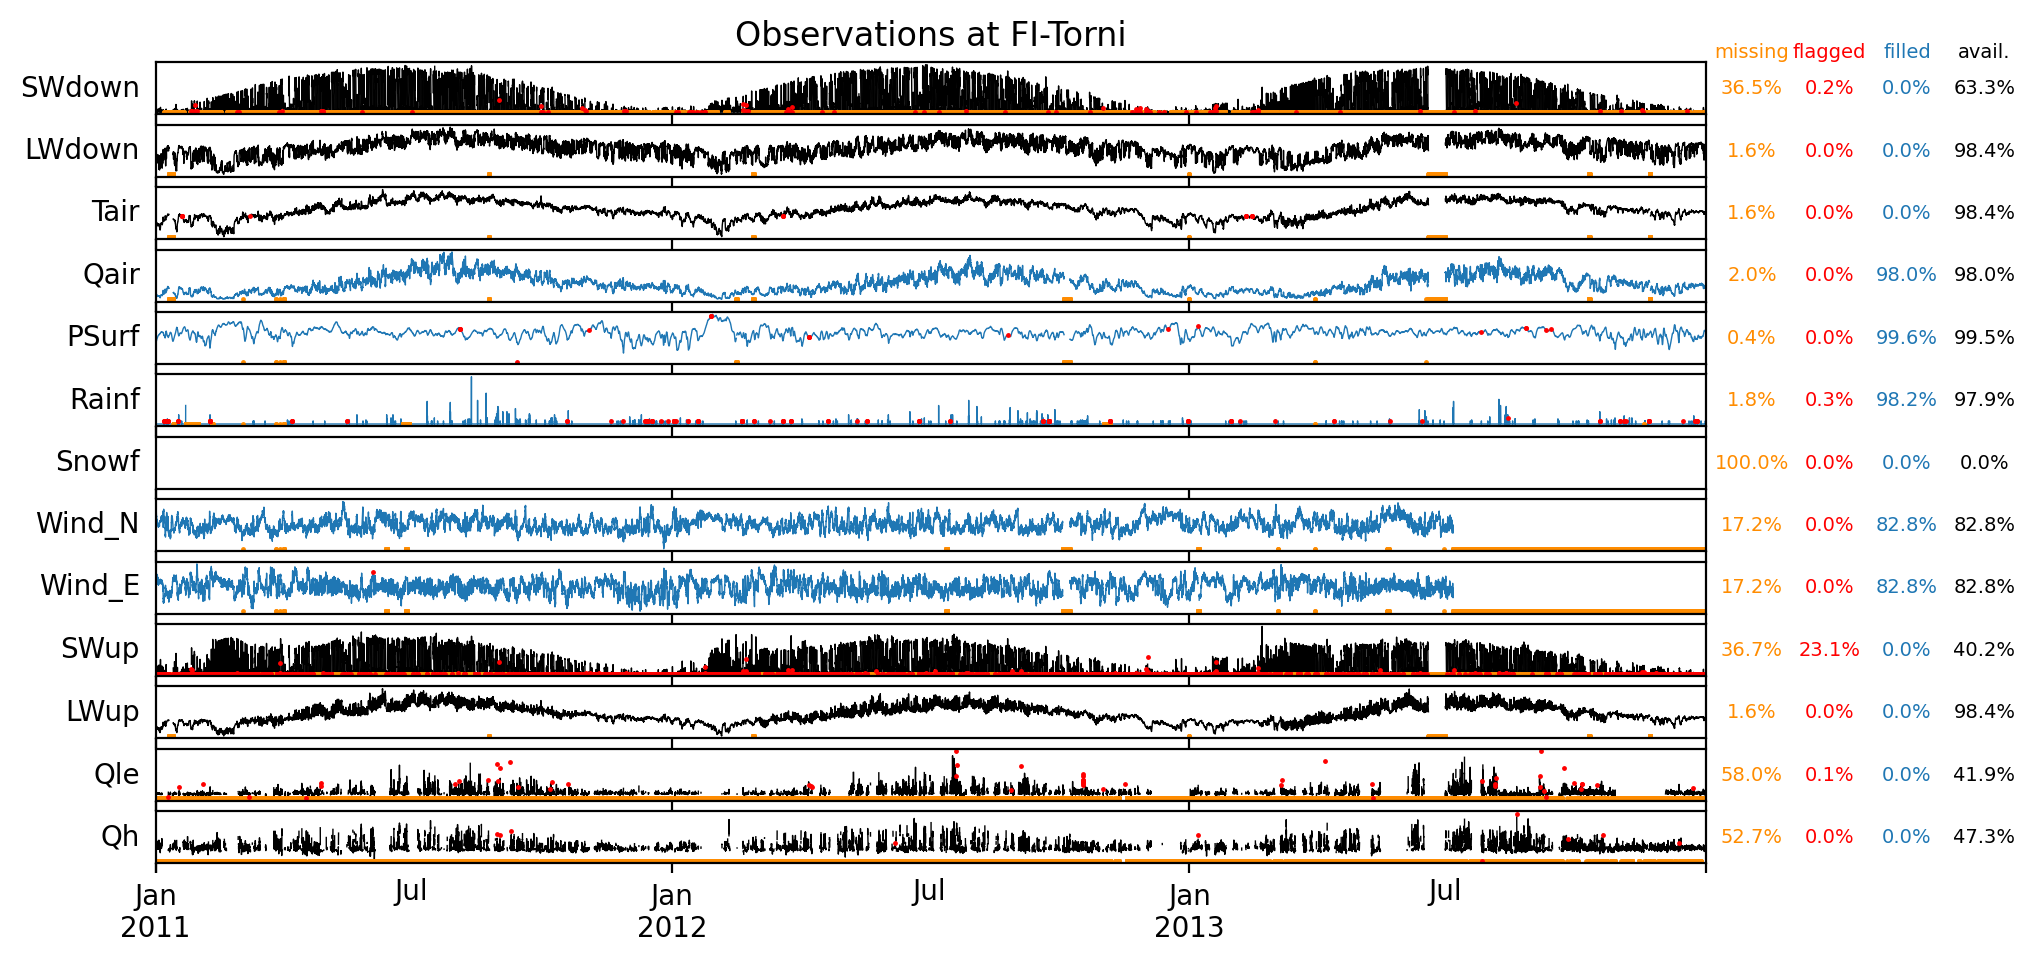 Observations at FI-Torni
missing flagged filled avail.
SWdown 36.5% 0.2% 0.0% 63.3%
LWdown 1.6% 0.0% 0.0% 98.4%
Tair 1.6% 0.0% 0.0% 98.4%
Qair 2.0% 0.0% 98.0% 98.0%
PSurf 0.4% 0.0% 99.6% 99.5%
Rainf 1.8% 0.3% 98.2% 97.9%
Snowf 100.0% 0.0% 0.0% 0.0%
Wind_N 17.2% 0.0% 82.8% 82.8%
Wind_E 17.2% 0.0% 82.8% 82.8%
SWup 36.7% 23.1% 0.0% 40.2%
LWup 1.6% 0.0% 0.0% 98.4%
Qle 58.0% 0.1% 0.0% 41.9%
Qh 52.7% 0.0% 0.0% 47.3%
Jan Jul Jan Jul Jan Jul
2011 2012 2013